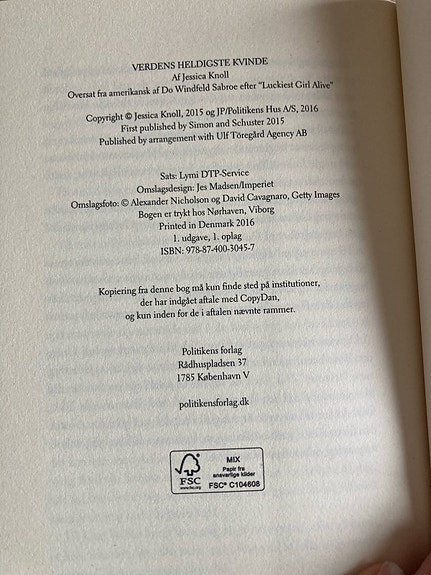 VERDENS HELDIGSTE KVINDE
Af Jessica Knoll
Oversat fra amerikansk af Do Windfeld Sabroe efter "Luckiest Girl Alive"
Copyright © Jessica Knoll, 2015 og JP/Politikens Hus A/S, 2016
First published by Simon and Schuster 2015
Published by arrangement with Ulf Töregård Agency AB
Sats: Lymi DTP-Service
Omslagsdesign: Jes Madsen/Imperiet
Omslagsfoto: © Alexander Nicholson og David Cavagnaro, Getty Images
Bogen er trykt hos Nørhaven, Viborg
Printed in Denmark 2016
1. udgave, 1. oplag
ISBN: 978-87-400-3045-7
Kopiering fra denne bog må kun finde sted på institutioner,
der har indgået aftale med CopyDan,
og kun inden for de i aftalen nævnte rammer.
Politikens forlag
Rådhuspladsen 37
1785 København V
politikensforlag.dk
FSC
www.fsc.org
MIX
Papir fra
ansvarlige kilder
FSC® C104608